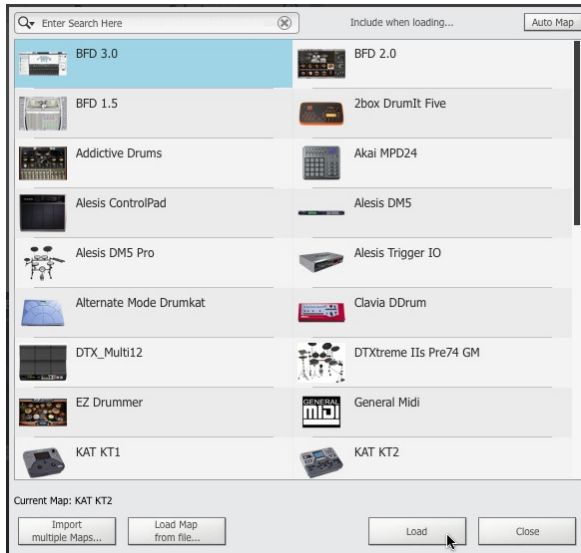 Enter Search Here
Include when loading...
Auto Map
BFD 3.0
BFD 2.0
BFD 1.5
2box DrumIt Five
Addictive Drums
Akai MPD24
Alesis ControlPad
Alesis DM5
Alesis DM5 Pro
Alesis Trigger IO
Alternate Mode Drumkat
Clavia DDrum
DTX_Multi12
DTXtreme IIs Pre74 GM
EZ Drummer
GENERAL
MIDI
General Midi
KAT KT1
KAT KT2
Current Map: KAT KT2
Import
multiple Maps...
Load Map
from file...
Load
Close